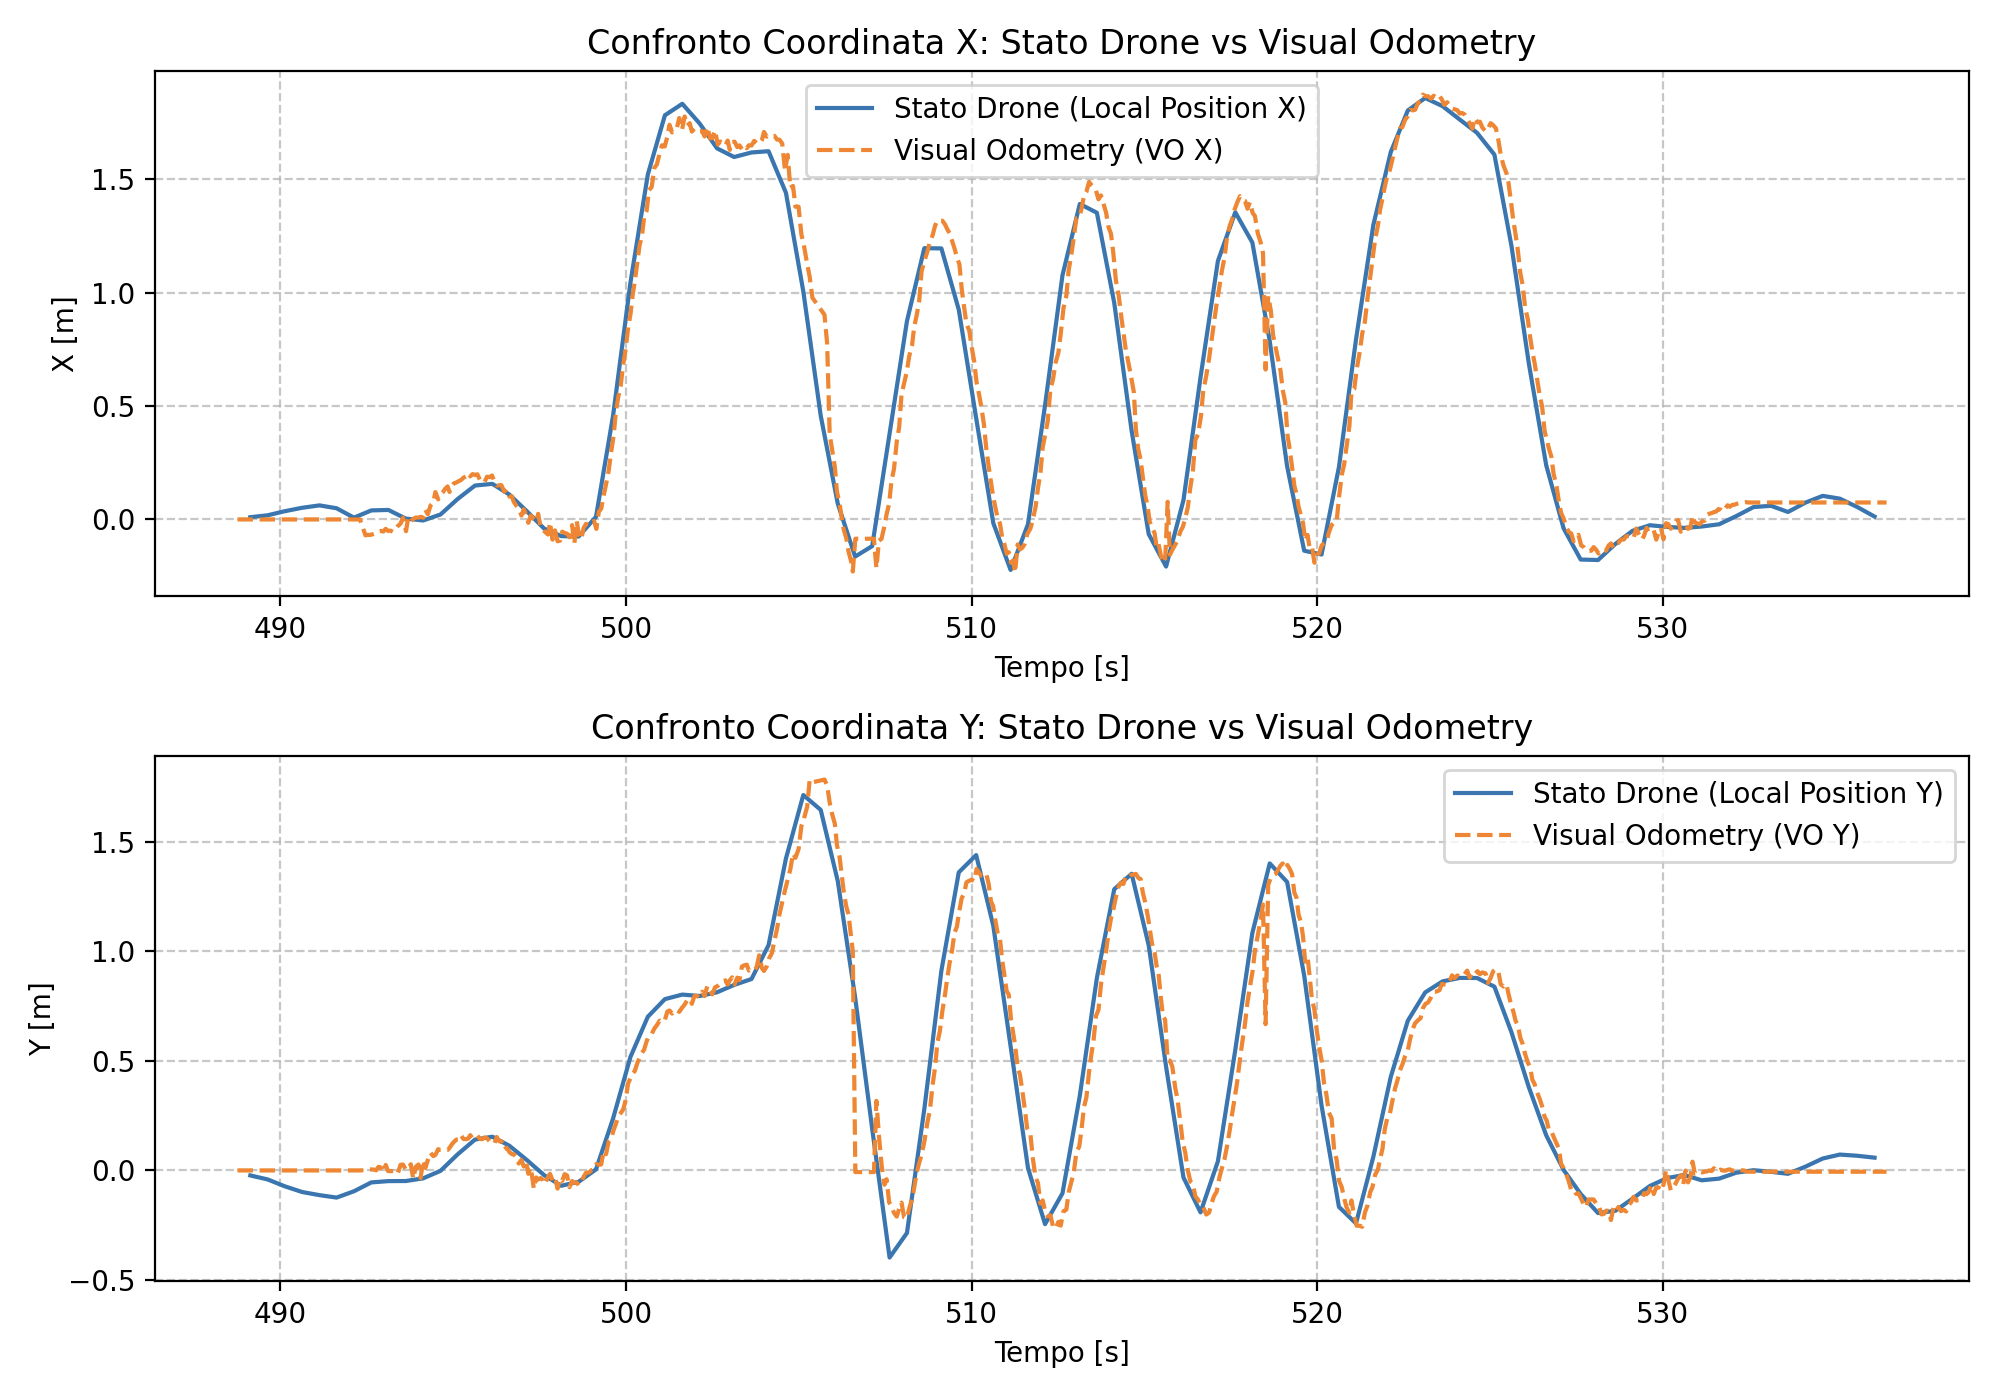 Confronto Coordinata X: Stato Drone vs Visual Odometry
Stato Drone (Local Position X)
Visual Odometry (VO X)
X [m]
1.5
1.0
0.5
0.0
490 500 510 520 530
Tempo [s]
Confronto Coordinata Y: Stato Drone vs Visual Odometry
Stato Drone (Local Position Y)
Visual Odometry (VO Y)
Y [m]
1.5
1.0
0.5
0.0
−0.5
490 500 510 520 530
Tempo [s]